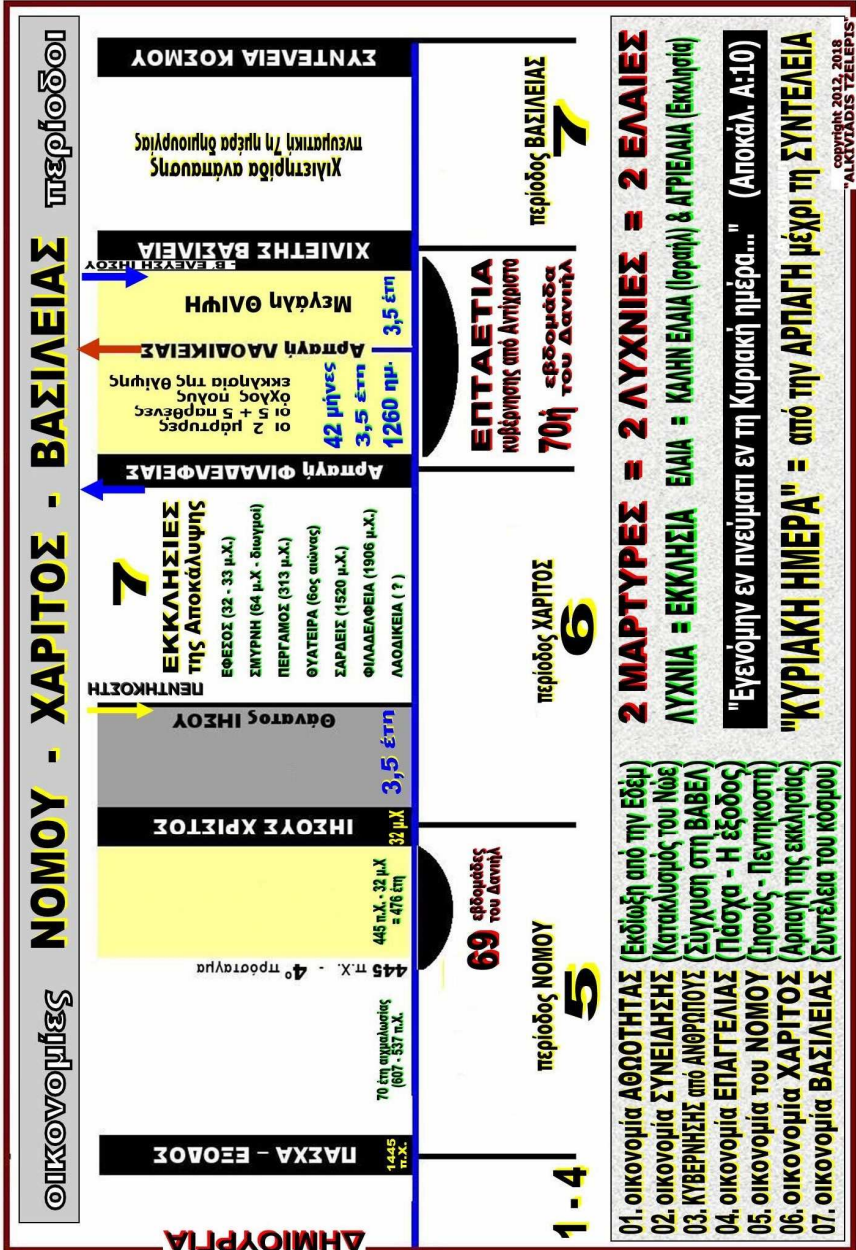 οικονομίες ΝΟΜΟΥ - ΧΑΡΙΤΟΣ - ΒΑΣΙΛΕΙΑΣ περίοδοι
ΔΗΜΙΟΥΡΓΙΑ
ΠΑΣΧΑ – ΕΞΟΔΟΣ
1445
π.Χ.
70 έτη αιχμαλωσίας
(607 - 537 π.Χ.)
445 π.Χ. - 4ο πρόσταγμα
445 π.Χ. - 32 μ.Χ
= 476 έτη
ΙΗΣΟΥΣ ΧΡΙΣΤΟΣ
32 μ.Χ
Θάνατος ΙΗΣΟΥ
3,5 έτη
ΠΕΝΤΗΚΟΣΤΗ
7
ΕΚΚΛΗΣΙΕΣ
της Αποκάλυψης
ΕΦΕΣΟΣ (32 - 33 μ.Χ.)
ΣΜΥΡΝΗ (64 μ.Χ - διωγμοί)
ΠΕΡΓΑΜΟΣ (313 μ.Χ.)
ΘΥΑΤΕΙΡΑ (6ος αιώνας)
ΣΑΡΔΕΙΣ (1520 μ.Χ.)
ΦΙΛΑΔΕΛΦΕΙΑ (1906 μ.Χ.)
ΛΑΟΔΙΚΕΙΑ ( ? )
Αρπαγή ΦΙΛΑΔΕΛΦΕΙΑΣ
οι 2 μάρτυρες
οι 5 + 5 παρθένες
όχλος πολυς
εκκλησία της θλίψης
42 μήνες
3,5 έτη
1260 ημ.
Αρπαγή ΛΑΟΔΙΚΕΙΑΣ
Μεγάλη ΘΛΙΨΗ
3,5 έτη
- Β΄ ΕΛΕΥΣΗ ΙΗΣΟΥ
ΧΙΛΙΕΤΗΣ ΒΑΣΙΛΕΙΑ
Χιλιετηρίδα ανάπαυσης
πνευματική 7η ημέρα δημιουργίας
ΣΥΝΤΕΛΕΙΑ ΚΟΣΜΟΥ
1 - 4
περίοδος ΝΟΜΟΥ
5
69 εβδομάδες
του Δανιήλ
περίοδος ΧΑΡΙΤΟΣ
6
ΕΠΤΑΕΤΙΑ
κυβέρνησης από Αντίχριστο
70ή εβδομάδα
του Δανιήλ
περίοδος ΒΑΣΙΛΕΙΑΣ
7
01. οικονομία ΑΘΩΟΤΗΤΑΣ (Εκδίωξη από την Εδέμ)
02. οικονομία ΣΥΝΕΙΔΗΣΗΣ (Κατακλυσμός του Νώε)
03. ΚΥΒΕΡΝΗΣΗΣ από ΑΝΘΡΩΠΟΥΣ (Σύγχυση στη ΒΑΒΕΛ)
04. οικονομία ΕΠΑΓΓΕΛΙΑΣ (Πάσχα - Η έξοδος)
05. οικονομία του ΝΟΜΟΥ (Ιησους - Πεντηκοστη)
06. οικονομία ΧΑΡΙΤΟΣ (Αρπαγή της εκκλησίας)
07. οικονομία ΒΑΣΙΛΕΙΑΣ (Συντέλεια του κόσμου)
2 ΜΑΡΤΥΡΕΣ = 2 ΛΥΧΝΙΕΣ = 2 ΕΛΑΙΕΣ
ΛΥΧΝΙΑ = ΕΚΚΛΗΣΙΑ ΕΛΑΙΑ = ΚΑΛΗΝ ΕΛΑΙΑ (Ισραήλ) & ΑΓΡΙΕΛΑΙΑ (Εκκλησία)
"Εγενόμην εν πνεύματι εν τη Κυριακή ημέρα..." (Αποκάλ. Α:10)
"ΚΥΡΙΑΚΗ ΗΜΕΡΑ" = από την ΑΡΠΑΓΗ μέχρι τη ΣΥΝΤΕΛΕΙΑ
copyright 2012, 2018
"ALKIVIADIS TZELEPIS"